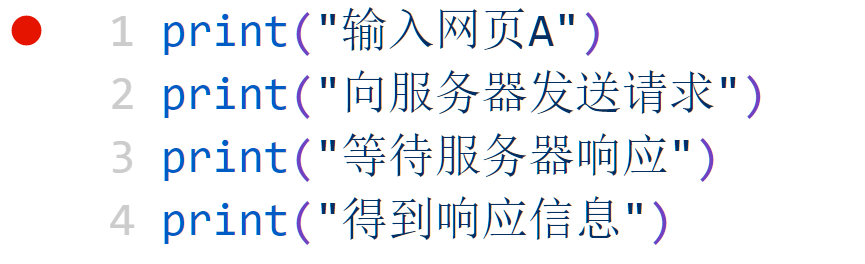 1 print("输入网页A")
2 print("向服务器发送请求")
3 print("等待服务器响应")
4 print("得到响应信息")